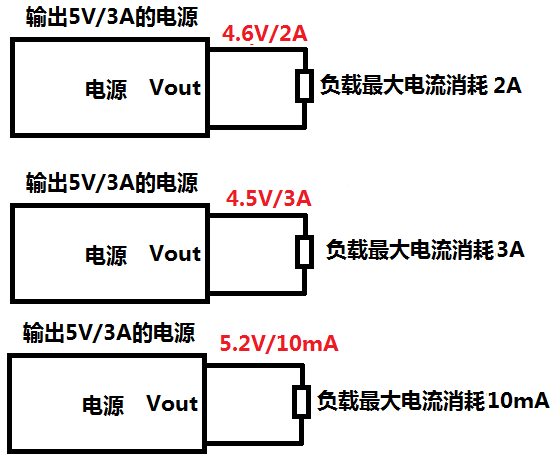 输出5V/3A的电源
4.6V/2A
电源 Vout
负载最大电流消耗 2A
输出5V/3A的电源
4.5V/3A
电源 Vout
负载最大电流消耗3A
输出5V/3A的电源
5.2V/10mA
电源 Vout
负载最大电流消耗10mA